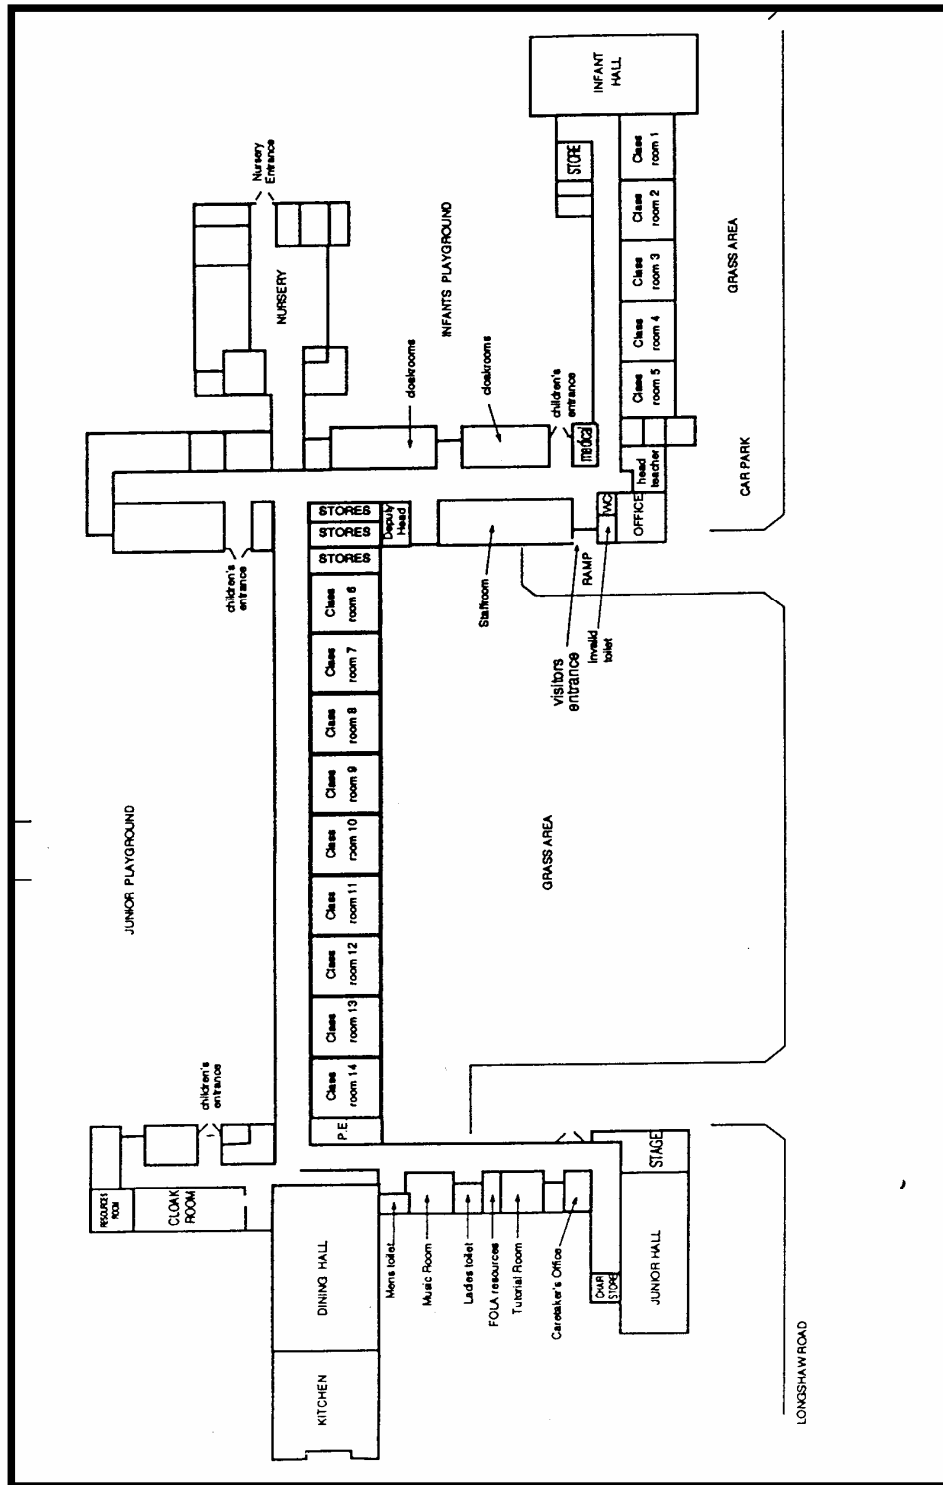 INFANT
HALL
STORE
Class
room 1
Class
room 2
Class
room 3
Class
room 4
Class
room 5
GRASS AREA
Nursery
Entrance
NURSERY
INFANTS PLAYGROUND
cloakrooms
cloakrooms
children's
entrance
medical
head
teacher
CAR PARK
WC
OFFICE
STORES
STORES
STORES
Deputy
Head
Staffroom
RAMP
visitors
entrance
Invalid
toilet
children's
entrance
Class
room 6
Class
room 7
Class
room 8
Class
room 9
Class
room 10
Class
room 11
Class
room 12
Class
room 13
Class
room 14
P.E.
JUNIOR PLAYGROUND
GRASS AREA
children's
entrance
RESOURCES
ROOM
CLOAK
ROOM
DINING HALL
KITCHEN
Mens toilet
Music Room
Ladies toilet
FOLA resources
Tutorial Room
Caretaker's Office
CHAIR
STORE
STAGE
JUNIOR HALL
LONGSHAW ROAD